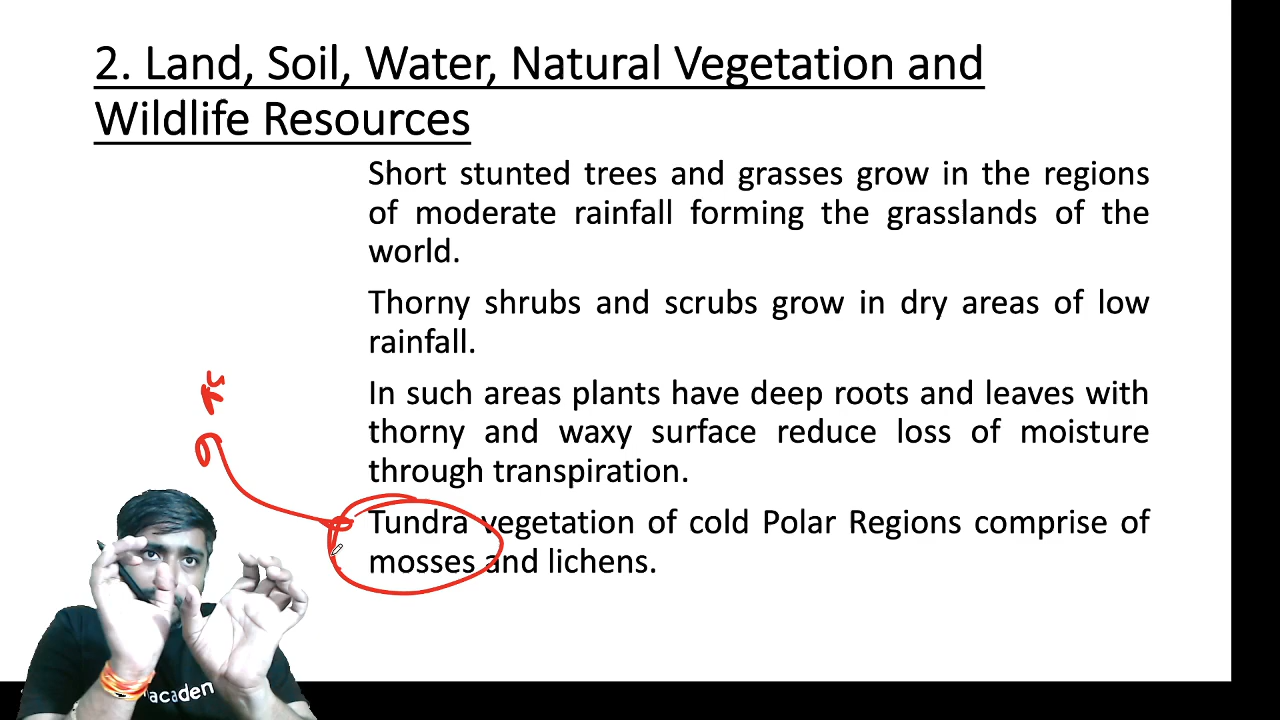 2. Land, Soil, Water, Natural Vegetation and
Wildlife Resources
Short stunted trees and grasses grow in the regions
of moderate rainfall forming the grasslands of the
world.
Thorny shrubs and scrubs grow in dry areas of low
rainfall.
In such areas plants have deep roots and leaves with
thorny and waxy surface reduce loss of moisture
through transpiration.
Tundra vegetation of cold Polar Regions comprise of
mosses and lichens.